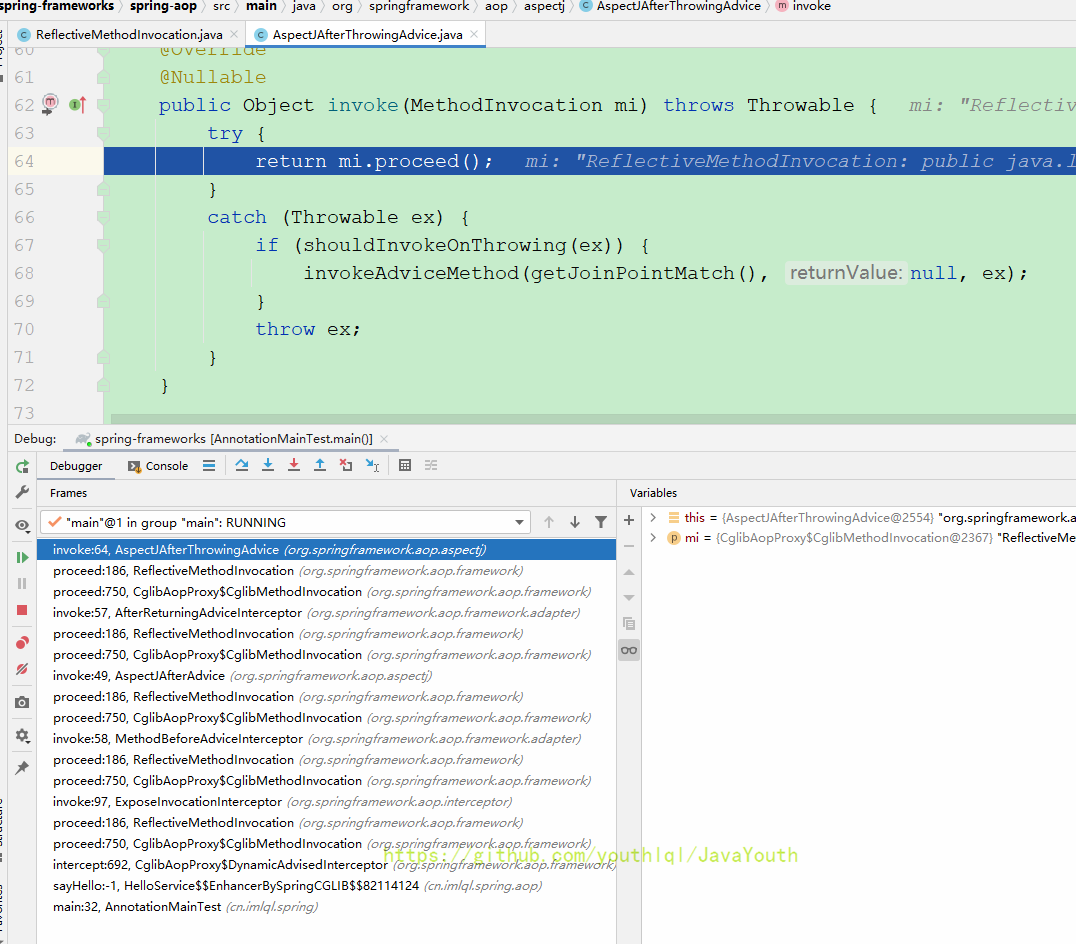 spring-frameworks › spring-aop › src › main › java › org › springframework › aop › aspectj › AspectJAfterThrowingAdvice › invoke
ReflectiveMethodInvocation.java × AspectJAfterThrowingAdvice.java ×
60 @Override
61 @Nullable
62 public Object invoke(MethodInvocation mi) throws Throwable { mi: "Reflectiv
63 try {
64 return mi.proceed(); mi: "ReflectiveMethodInvocation: public java.l
65 }
66 catch (Throwable ex) {
67 if (shouldInvokeOnThrowing(ex)) {
68 invokeAdviceMethod(getJoinPointMatch(), returnValue: null, ex);
69 }
70 throw ex;
71 }
72 }
73
Debug: spring-frameworks [AnnotationMainTest.main()] ×
Debugger Console
Frames
Variables
"main"@1 in group "main": RUNNING
this = {AspectJAfterThrowingAdvice@2554} "org.springframework.a
mi = {CglibAopProxy$CglibMethodInvocation@2367} "ReflectiveMe
invoke:64, AspectJAfterThrowingAdvice (org.springframework.aop.aspectj)
proceed:186, ReflectiveMethodInvocation (org.springframework.aop.framework)
proceed:750, CglibAopProxy$CglibMethodInvocation (org.springframework.aop.framework)
invoke:57, AfterReturningAdviceInterceptor (org.springframework.aop.framework.adapter)
proceed:186, ReflectiveMethodInvocation (org.springframework.aop.framework)
proceed:750, CglibAopProxy$CglibMethodInvocation (org.springframework.aop.framework)
invoke:49, AspectJAfterAdvice (org.springframework.aop.aspectj)
proceed:186, ReflectiveMethodInvocation (org.springframework.aop.framework)
proceed:750, CglibAopProxy$CglibMethodInvocation (org.springframework.aop.framework)
invoke:58, MethodBeforeAdviceInterceptor (org.springframework.aop.framework.adapter)
proceed:186, ReflectiveMethodInvocation (org.springframework.aop.framework)
proceed:750, CglibAopProxy$CglibMethodInvocation (org.springframework.aop.framework)
invoke:97, ExposeInvocationInterceptor (org.springframework.aop.interceptor)
proceed:186, ReflectiveMethodInvocation (org.springframework.aop.framework)
proceed:750, CglibAopProxy$CglibMethodInvocation (org.springframework.aop.framework)
https://github.com/youthlql/JavaYouth
intercept:692, CglibAopProxy$DynamicAdvisedInterceptor (org.springframework.aop.framework)
sayHello:-1, HelloService$$EnhancerBySpringCGLIB$$82114124 (cn.imlql.spring.aop)
main:32, AnnotationMainTest (cn.imlql.spring)